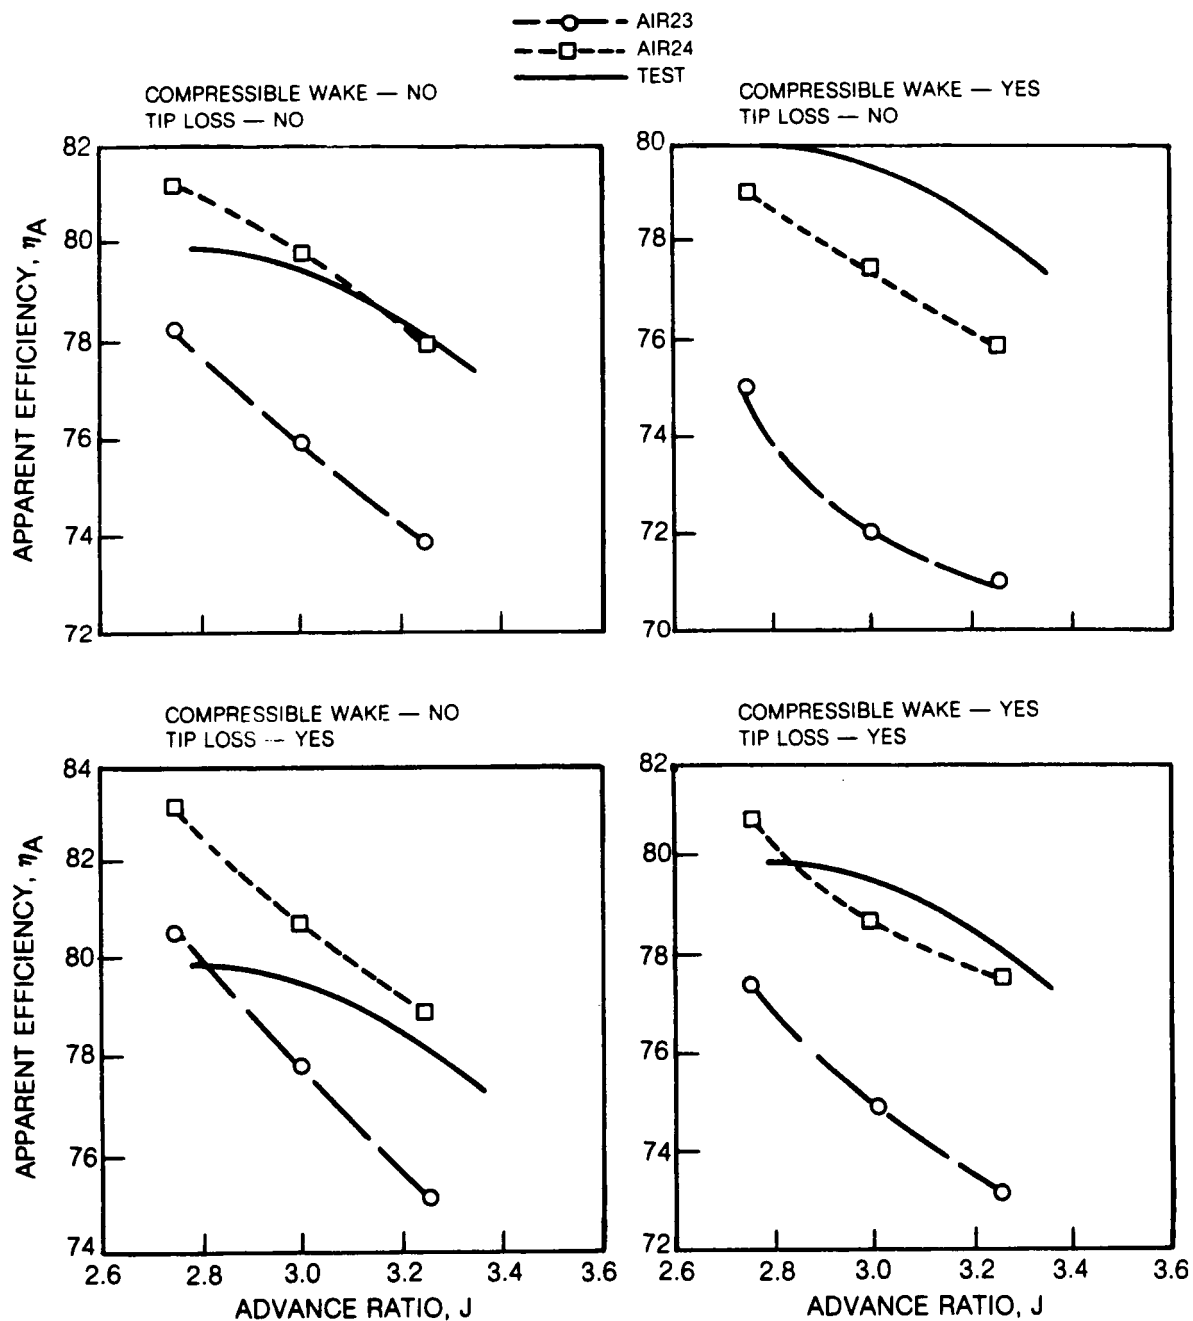 AIR23
AIR24
TEST
COMPRESSIBLE WAKE — NO
TIP LOSS — NO
82
80
78
76
74
72
APPARENT EFFICIENCY, ηA
COMPRESSIBLE WAKE — YES
TIP LOSS — NO
80
78
76
74
72
70
COMPRESSIBLE WAKE — NO
TIP LOSS — YES
84
82
80
78
76
74
APPARENT EFFICIENCY, ηA
2.6 2.8 3.0 3.2 3.4 3.6
ADVANCE RATIO, J
COMPRESSIBLE WAKE — YES
TIP LOSS — YES
82
80
78
76
74
72
2.6 2.8 3.0 3.2 3.4 3.6
ADVANCE RATIO, J